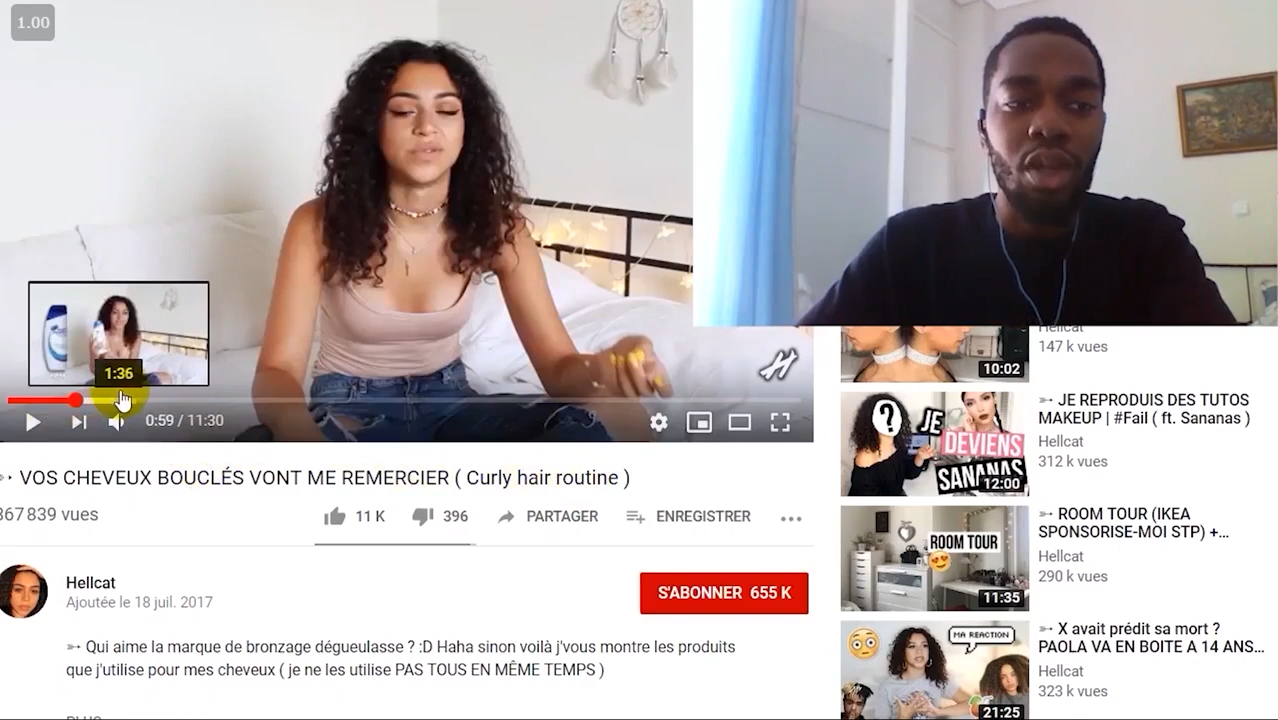 1.00
1:36
0:59 / 11:30
➳ VOS CHEVEUX BOUCLÉS VONT ME REMERCIER ( Curly hair routine )
367 839 vues
11 K
396
PARTAGER
ENREGISTRER
Hellcat
Ajoutée le 18 juil. 2017
S'ABONNER 655 K
➳ Qui aime la marque de bronzage dégueulasse ? :D Haha sinon voilà j'vous montre les produits
que j'utilise pour mes cheveux ( je ne les utilise PAS TOUS EN MÊME TEMPS )
Hellcat
147 k vues
10:02
➳ JE REPRODUIS DES TUTOS
MAKEUP | #Fail ( ft. Sananas )
Hellcat
312 k vues
?
JE
DEVIENS
SANANAS
12:00
➳ ROOM TOUR (IKEA
SPONSORISE-MOI STP) +...
Hellcat
290 k vues
ROOM TOUR
11:35
➳ X avait prédit sa mort ?
PAOLA VA EN BOITE A 14 ANS...
Hellcat
323 k vues
MA REACTION
21:25